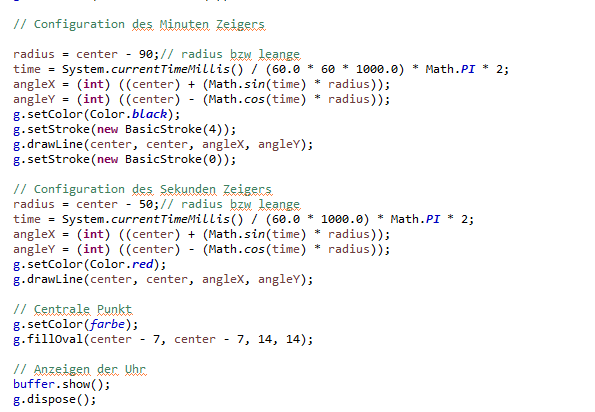 // Configuration des Minuten Zeigers
radius = center - 90;// radius bzw leange
time = System.currentTimeMillis() / (60.0 * 60 * 1000.0) * Math.PI * 2;
angleX = (int) ((center) + (Math.sin(time) * radius));
angleY = (int) ((center) - (Math.cos(time) * radius));
g.setColor(Color.black);
g.setStroke(new BasicStroke(4));
g.drawLine(center, center, angleX, angleY);
g.setStroke(new BasicStroke(0));
// Configuration des Sekunden Zeigers
radius = center - 50;// radius bzw leange
time = System.currentTimeMillis() / (60.0 * 1000.0) * Math.PI * 2;
angleX = (int) ((center) + (Math.sin(time) * radius));
angleY = (int) ((center) - (Math.cos(time) * radius));
g.setColor(Color.red);
g.drawLine(center, center, angleX, angleY);
// Centrale Punkt
g.setColor(farbe);
g.fillOval(center - 7, center - 7, 14, 14);
// Anzeigen der Uhr
buffer.show();
g.dispose();